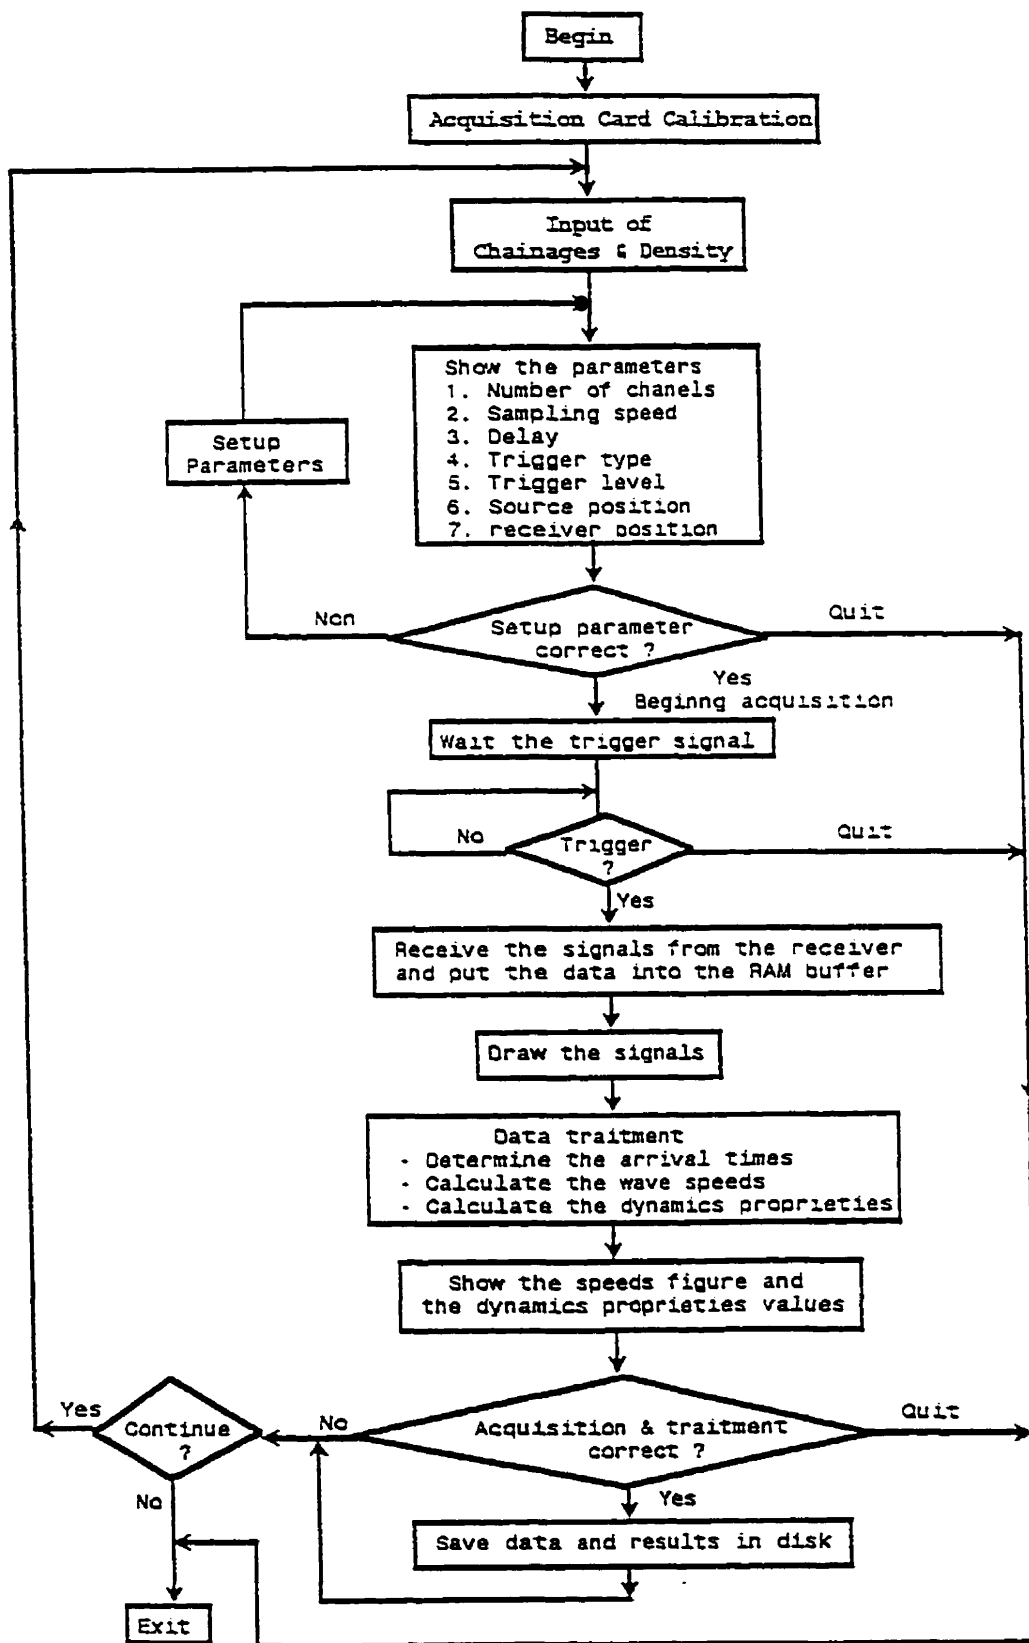 Begin
Acquisition Card Calibration
Input of
Chainages & Density
Show the parameters
1. Number of chanels
2. Sampling speed
3. Delay
4. Trigger type
5. Trigger level
6. Source position
7. receiver position
Setup
Parameters
Non
Setup parameter
correct ?
Quit
Yes
Beginng acquisition
Wait the trigger signal
No
Trigger
?
Quit
Yes
Receive the signals from the receiver
and put the data into the RAM buffer
Draw the signals
Data traitment
- Determine the arrival times
- Calculate the wave speeds
- Calculate the dynamics proprieties
Show the speeds figure and
the dynamics proprieties values
Yes
Continue
?
No
Acquisition & traitment
correct ?
Quit
No
Yes
Save data and results in disk
Exit